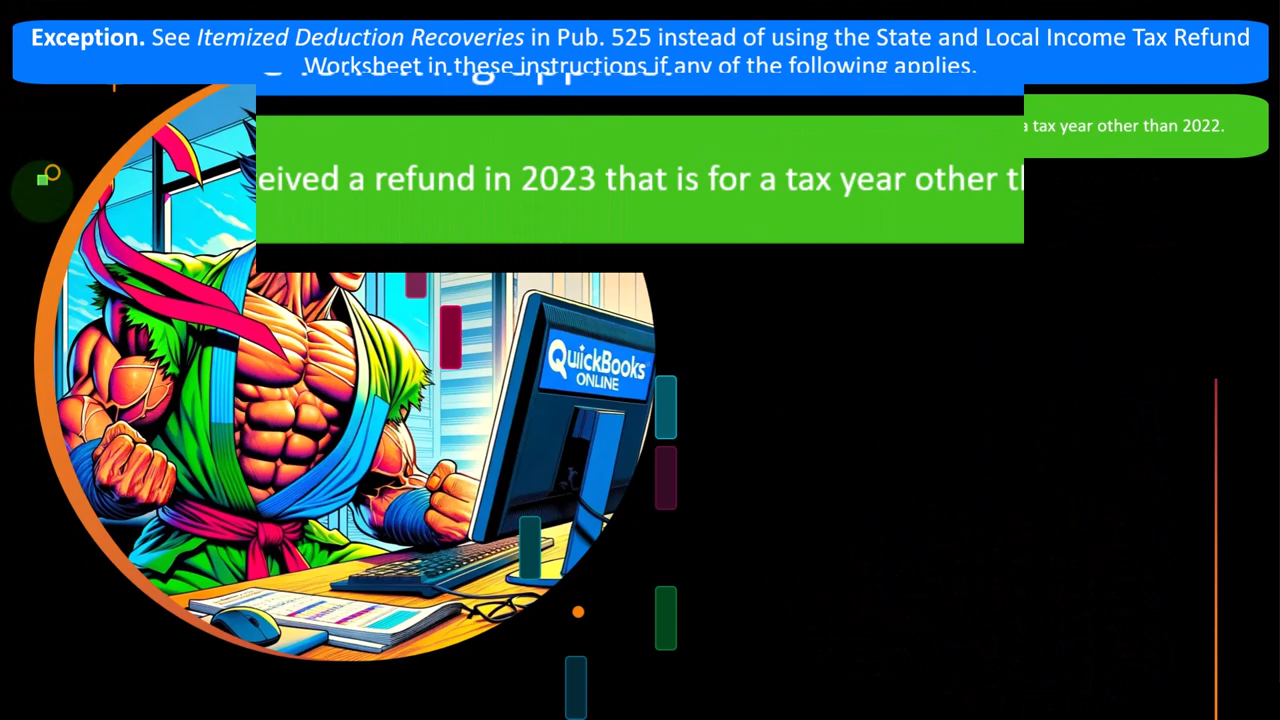 Exception. See Itemized Deduction Recoveries in Pub. 525 instead of using the State and Local Income Tax Refund
Worksheet in these instructions if any of the following applies.
a tax year other than 2022.
eived a refund in 2023 that is for a tax year other
QuickBooks
ONLINE